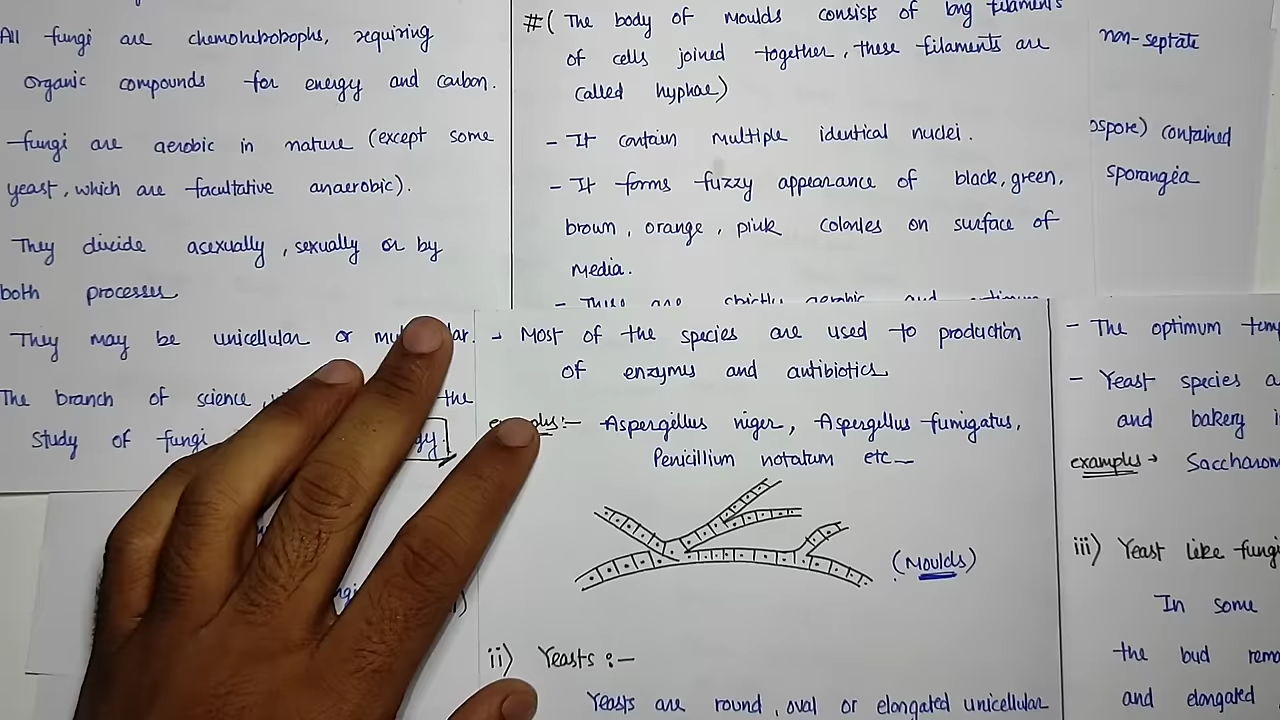 All fungi are chemoheterotrophs, requiring
organic compounds for energy and carbon.
fungi are aerobic in nature (except some
yeast, which are facultative anaerobic).
They divide asexually, sexually or by
both processes
They may be unicellular or
The branch of science the
study of fungi
#( The body of moulds consists of long filaments
of cells joined together, these filaments are
called hyphae)
- It contain multiple identical nuclei.
- It forms fuzzy appearance of black, green,
brown, orange, pink colonies on surface of
media.
non-septate
contained
sporangia
→ Most of the species are used to production
of enzymes and antibiotics
:- Aspergillus niger, Aspergillus fumigatus,
Penicillium notatum etc
(Moulds)
ii) Yeasts :-
Yeasts are round, oval or elongated unicellular
- The optimum
- Yeast species
and bakery
examples →
iii) Yeast like fungi
In some
the bud
and elongated